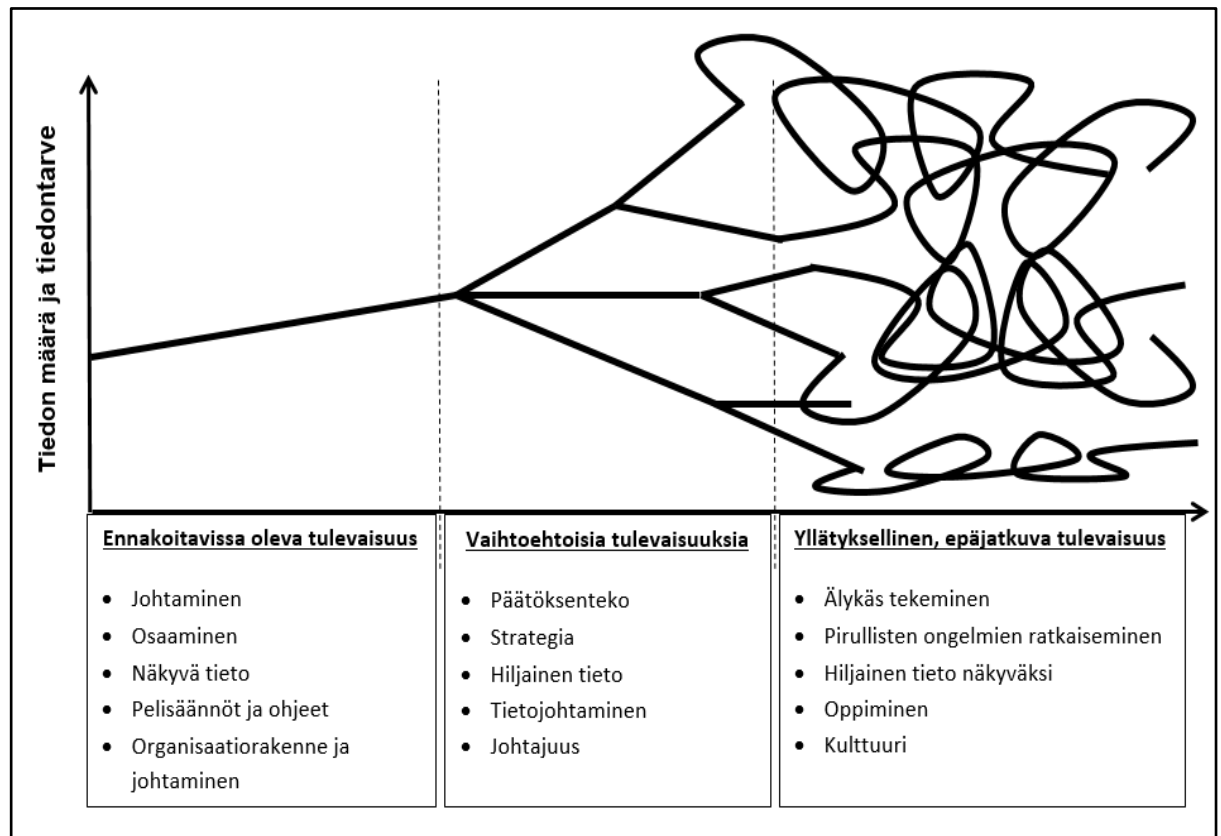 Tiedon määrä ja tiedontarve
Ennakoitavissa oleva tulevaisuus
• Johtaminen
• Osaaminen
• Näkyvä tieto
• Pelisäännöt ja ohjeet
• Organisaatiorakenne ja
johtaminen
Vaihtoehtoisia tulevaisuuksia
• Päätöksenteko
• Strategia
• Hiljainen tieto
• Tietojohtaminen
• Johtajuus
Yllätyksellinen, epäjatkuva tulevaisuus
• Älykäs tekeminen
• Pirullisten ongelmien ratkaiseminen
• Hiljainen tieto näkyväksi
• Oppiminen
• Kulttuuri